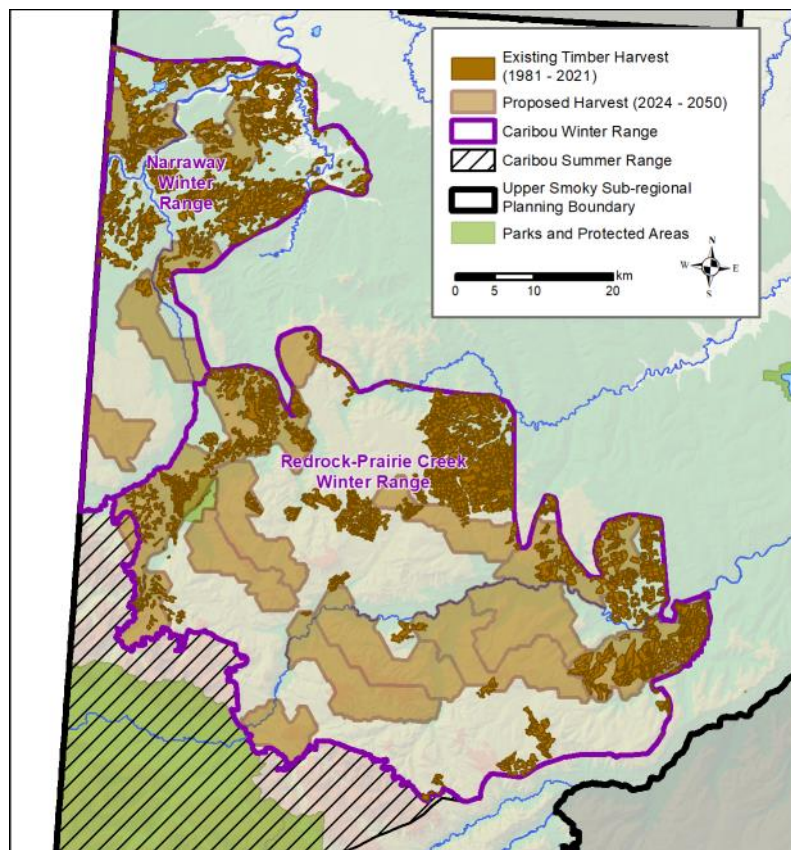 Existing Timber Harvest
(1981 - 2021)
Proposed Harvest (2024 - 2050)
Caribou Winter Range
Caribou Summer Range
Upper Smoky Sub-regional
Planning Boundary
Parks and Protected Areas
N
W E
S
km
0 5 10 20
Narraway
Winter
Range
Redrock-Prairie Creek
Winter Range